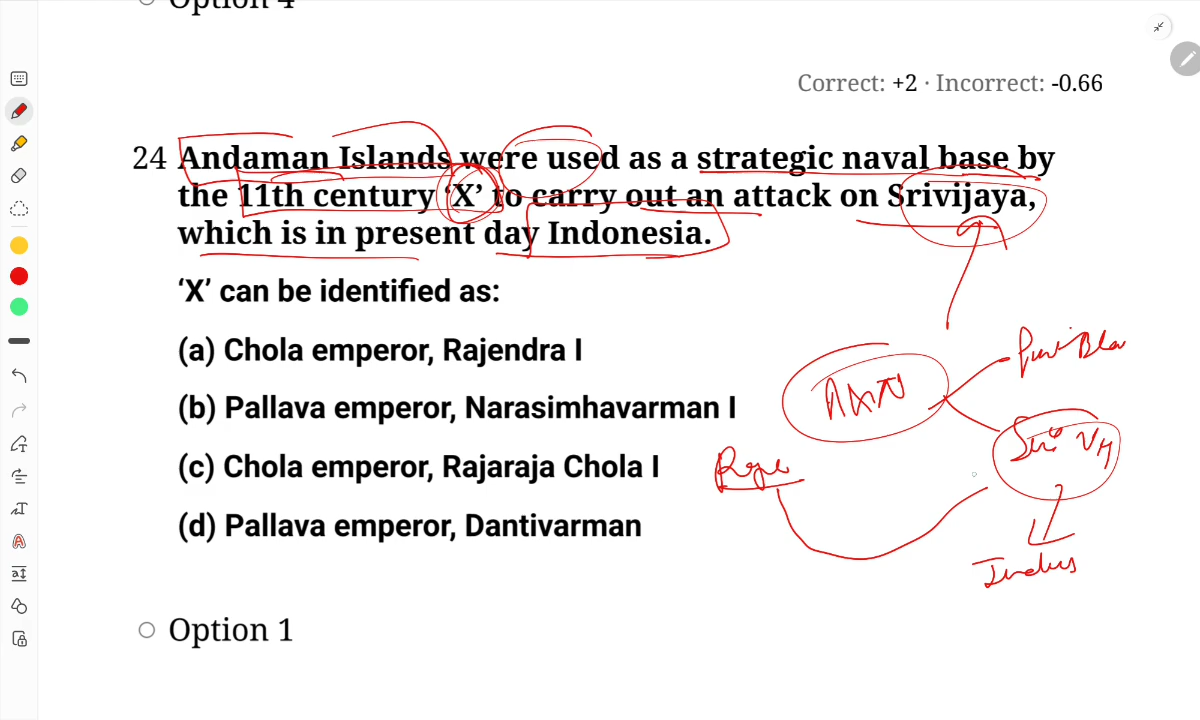 Option 4
Correct: +2 · Incorrect: -0.66
24 Andaman Islands were used as a strategic naval base by
the 11th century ‘X’ to carry out an attack on Srivijaya,
which is in present day Indonesia.
‘X’ can be identified as:
(a) Chola emperor, Rajendra I
(b) Pallava emperor, Narasimhavarman I
(c) Chola emperor, Rajaraja Chola I
(d) Pallava emperor, Dantivarman
Option 1